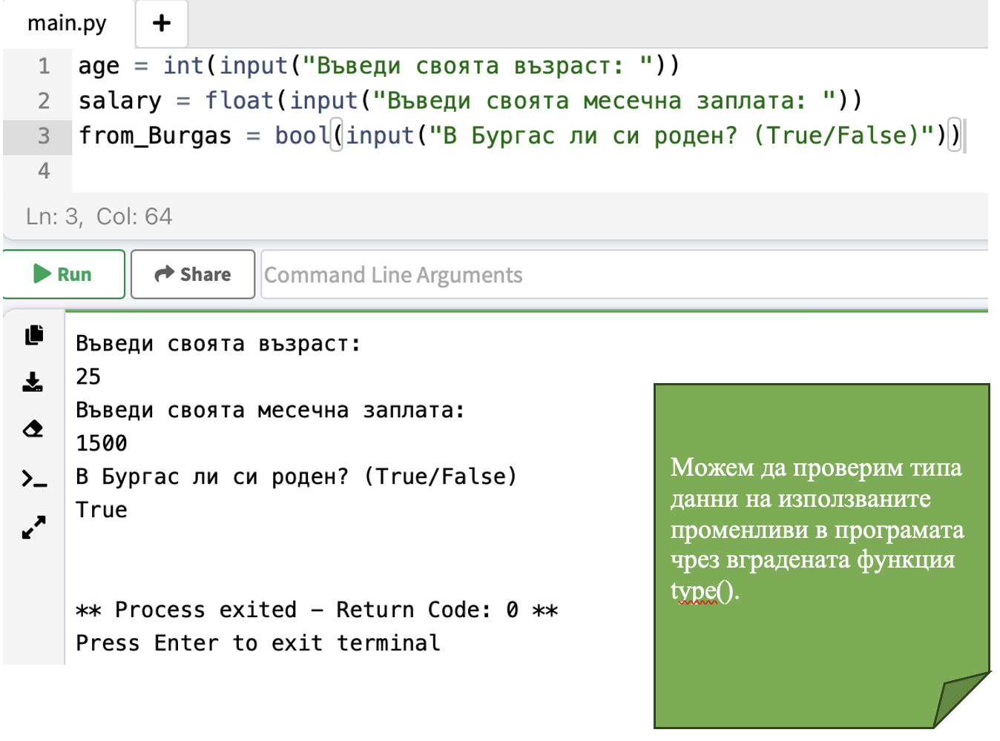 main.py
+
1 age = int(input("Въведи своята възраст: "))
2 salary = float(input("Въведи своята месечна заплата: "))
3 from_Burgas = bool(input("В Бургас ли си роден? (True/False)"))
4
Ln: 3, Col: 64
Run
Share
Command Line Arguments
Въведи своята възраст:
25
Въведи своята месечна заплата:
1500
В Бургас ли си роден? (True/False)
True
** Process exited - Return Code: 0 **
Press Enter to exit terminal
Можем да проверим типа
данни на използваните
променливи в програмата
чрез вградената функция
type().